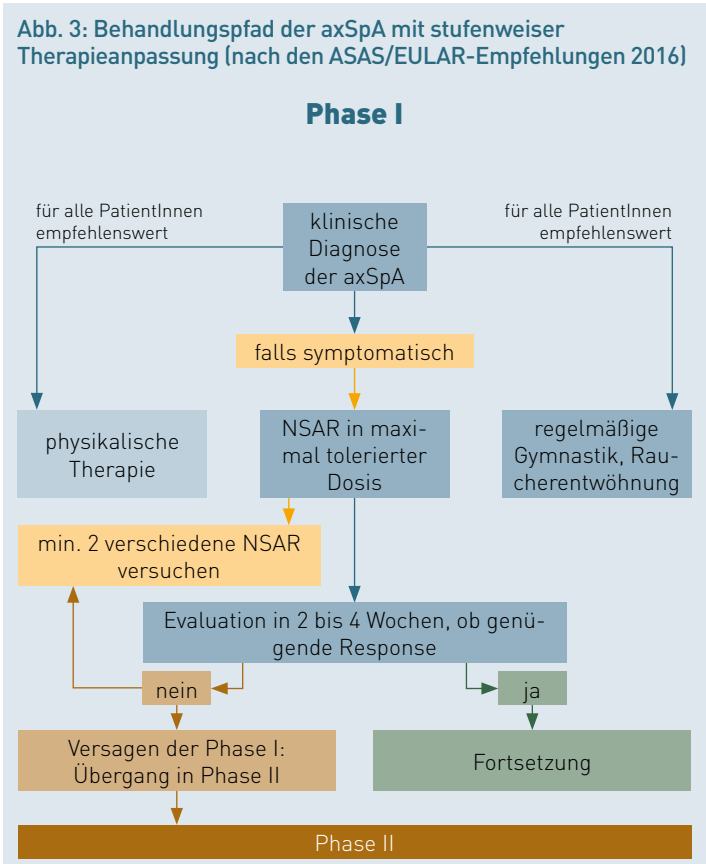 Abb. 3: Behandlungspfad der axSpA mit stufenweiser
Therapieanpassung (nach den ASAS/EULAR-Empfehlungen 2016)
Phase I
für alle PatientInnen
empfehlenswert
klinische
Diagnose
der axSpA
für alle PatientInnen
empfehlenswert
falls symptomatisch
physikalische
Therapie
NSAR in maxi-
mal tolerierter
Dosis
regelmäßige
Gymnastik, Rau-
cherentwöhnung
min. 2 verschiedene NSAR
versuchen
Evaluation in 2 bis 4 Wochen, ob genü-
gende Response
nein
ja
Versagen der Phase I:
Übergang in Phase II
Fortsetzung
Phase II